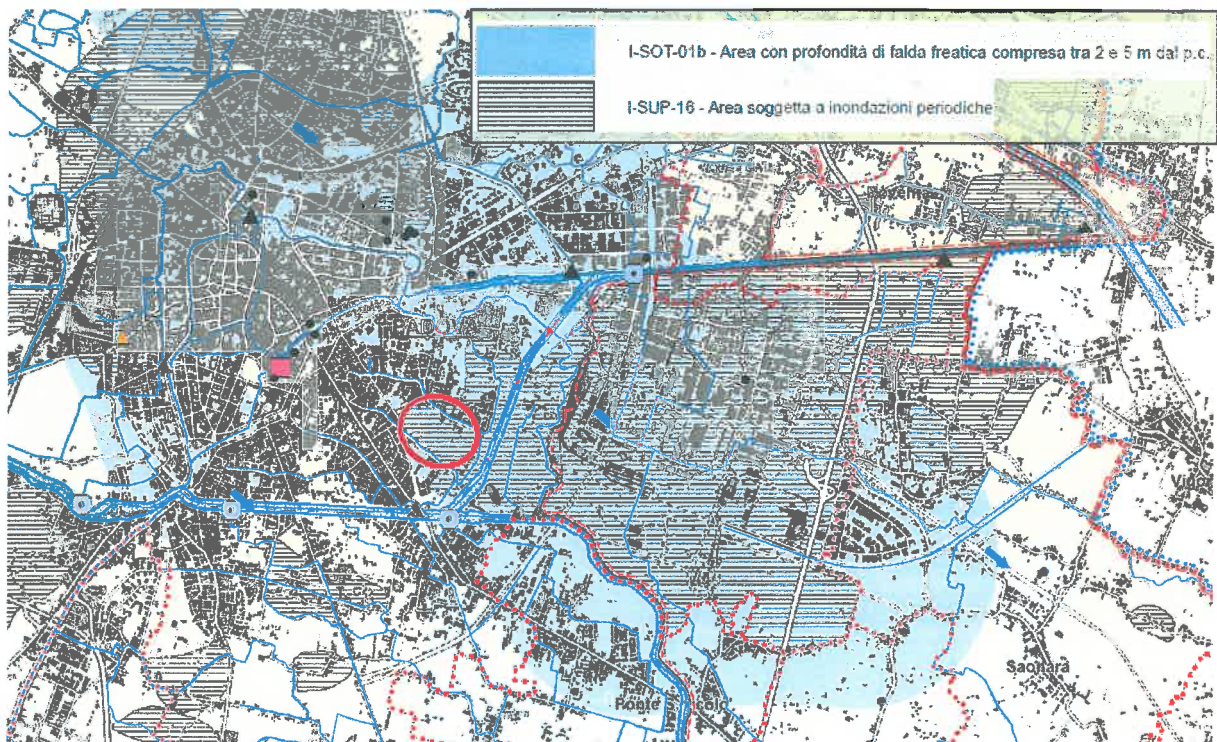 I-SOT-01b - Area con profondità di falda freatica compresa tra 2 e 5 m dal p.c.
I-SUP-16 - Area soggetta a inondazioni periodiche
PADOVA
Saonara